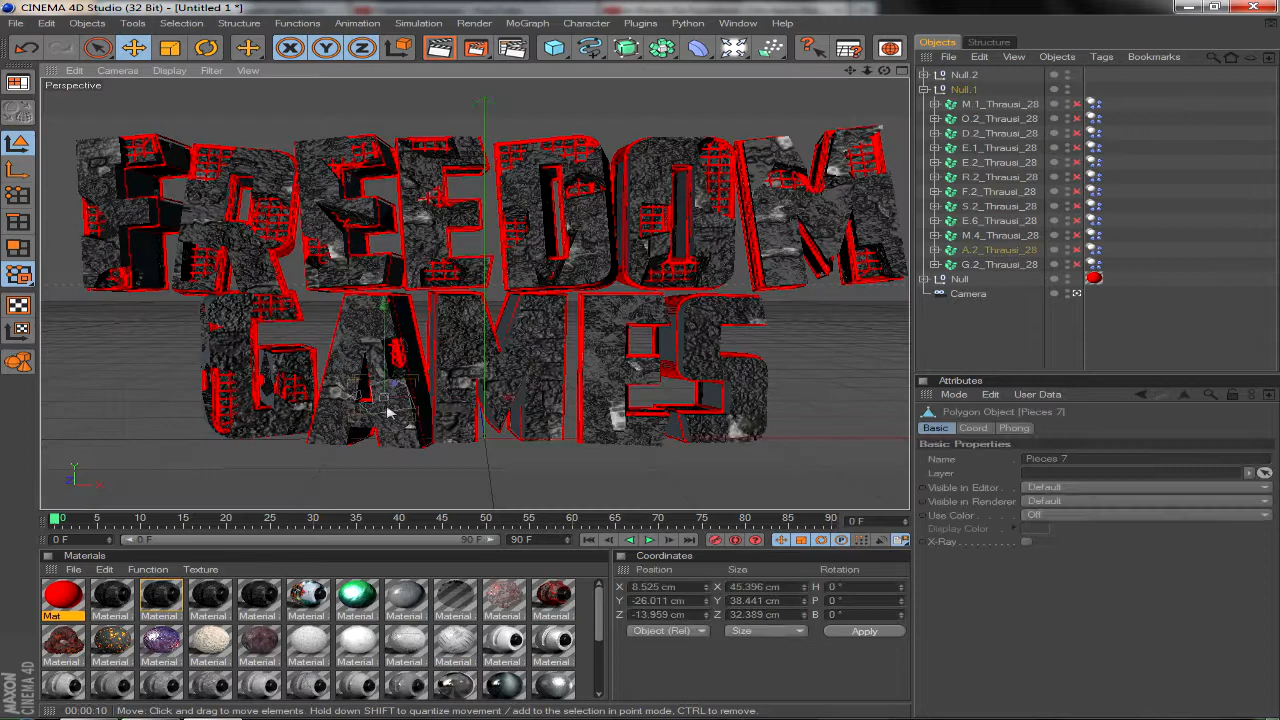 CINEMA 4D Studio (Bit) - [Untitled 1 *]
File Edit Objects Tools Selection Structure Functions Animation Simulation Render MoGraph Character Plugins Python Window Help
X Y Z
Objects Structure
File Edit View Objects Tags Bookmarks
Edit Cameras Display Filter View
Perspective
Null.2
Null.1
M.1_Thrausi_28
O.2_Thrausi_28
D.2_Thrausi_28
E.1_Thrausi_28
E.2_Thrausi_28
R.2_Thrausi_28
F.2_Thrausi_28
S.2_Thrausi_28
E.6_Thrausi_28
M.4_Thrausi_28
A.2_Thrausi_28
G.2_Thrausi_28
Null
Camera
FREEDOM
GAMES
Y
Z X
Attributes
Mode Edit User Data
Polygon Object [Pieces 7]
Basic Coord. Phong
Basic Properties
Name Pieces 7
Layer
Visible in Editor Default
Visible in Renderer Default
Use Color Off
Display Color
X-Ray
0 5 10 15 20 25 30 35 40 45 50 55 60 65 70 75 80 85 90 0 F
0 F 0 F 90 F 90 F
Materials
File Edit Function Texture
Mat Material Material Material Material Material Material Material Material Material Material
Material Material Material Material Material Material Material Material Material Material Material
Coordinates
Position Size Rotation
X 8.525 cm X 45.396 cm H 0 °
Y -26.011 cm Y 38.441 cm P 0 °
Z -13.959 cm Z 32.389 cm B 0 °
Object (Rel) Size Apply
MAXON
CINEMA 4D
00:00:10 Move: Click and drag to move elements. Hold down SHIFT to quantize movement / add to the selection in point mode, CTRL to remove.